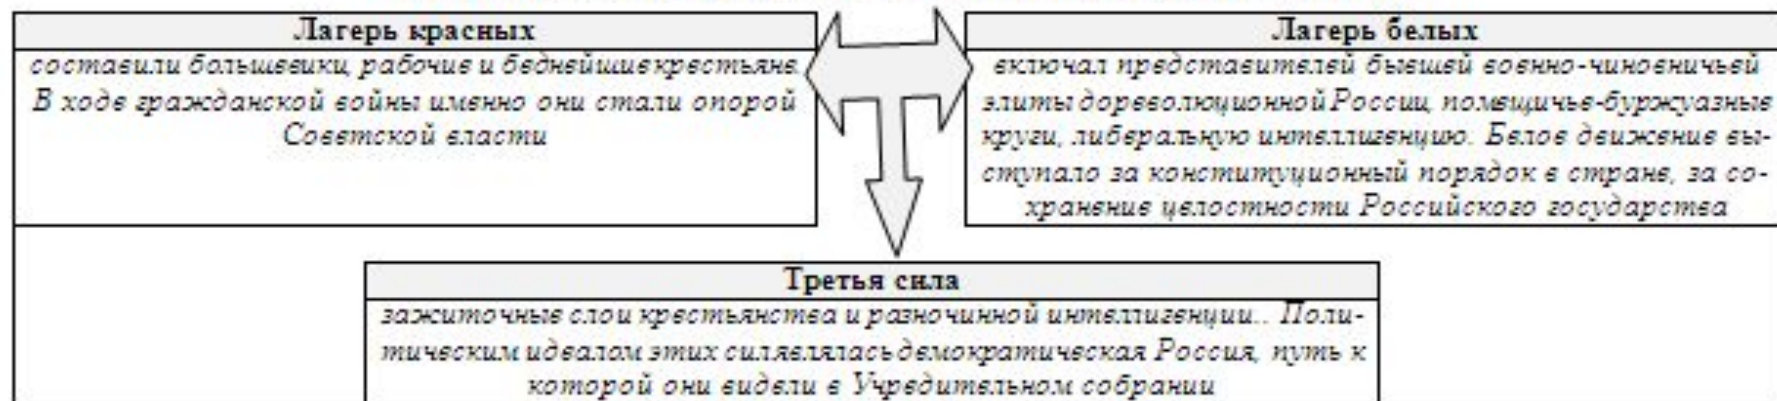 Лагерь красных
составили большевики, рабочие и беднейшие крестьяне.
В ходе гражданской войны именно они стали опорой
Советской власти
Лагерь белых
включал представителей бывшей военно-чиновничьей
элиты дореволюционной России, помещичье-буржуазные
круги, либеральную интеллигенцию. Белое движение вы-
ступало за конституционный порядок в стране, за со-
хранение целостности Российского государства
Третья сила
зажиточные слои крестьянства и разночинной интеллигенции.. Поли-
тическим идеалом этих сил являлась демократическая Россия, путь к
которой они видели в Учредительном собрании